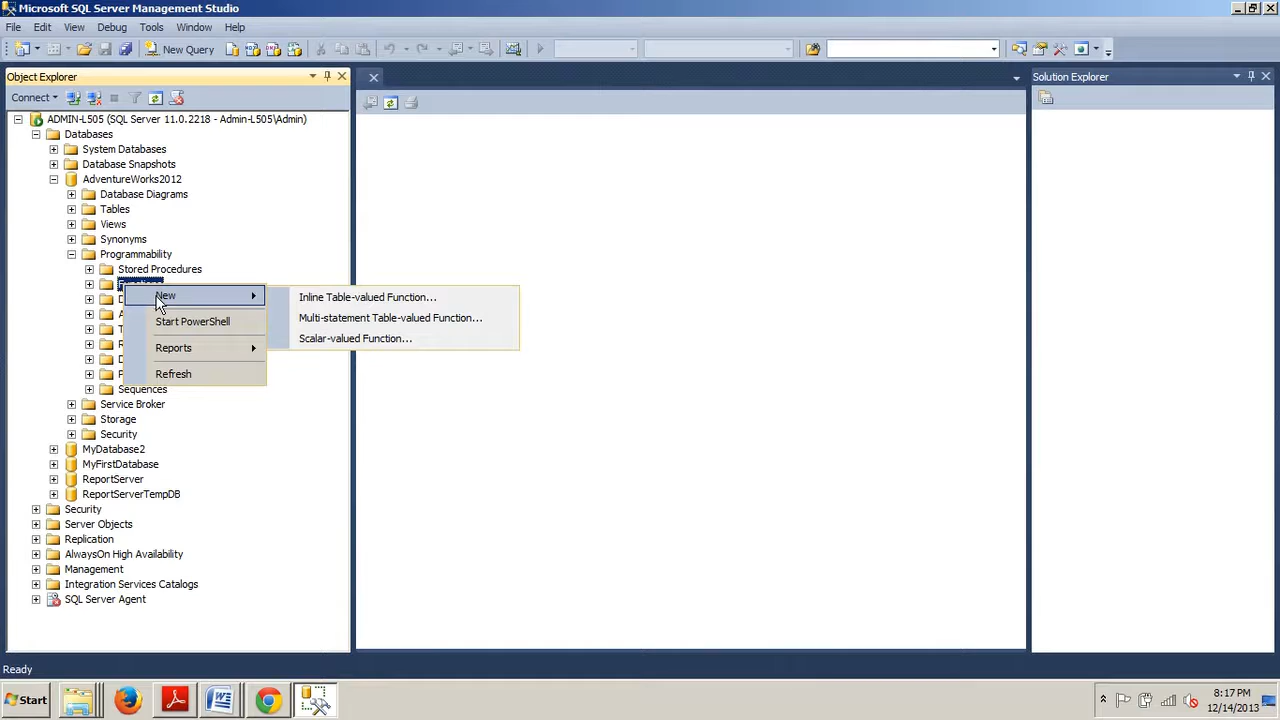 Microsoft SQL Server Management Studio
File Edit View Debug Tools Window Help
New Query
Object Explorer
Solution Explorer
Connect
ADMIN-L505 (SQL Server 11.0.2218 - Admin-L505\Admin)
Databases
System Databases
Database Snapshots
AdventureWorks2012
Database Diagrams
Tables
Views
Synonyms
Programmability
Stored Procedures
New
Inline Table-valued Function...
Multi-statement Table-valued Function...
Start PowerShell
Scalar-valued Function...
Reports
Refresh
Sequences
Service Broker
Storage
Security
MyDatabase2
MyFirstDatabase
ReportServer
ReportServerTempDB
Security
Server Objects
Replication
AlwaysOn High Availability
Management
Integration Services Catalogs
SQL Server Agent
Ready
Start
8:17 PM
12/14/2013